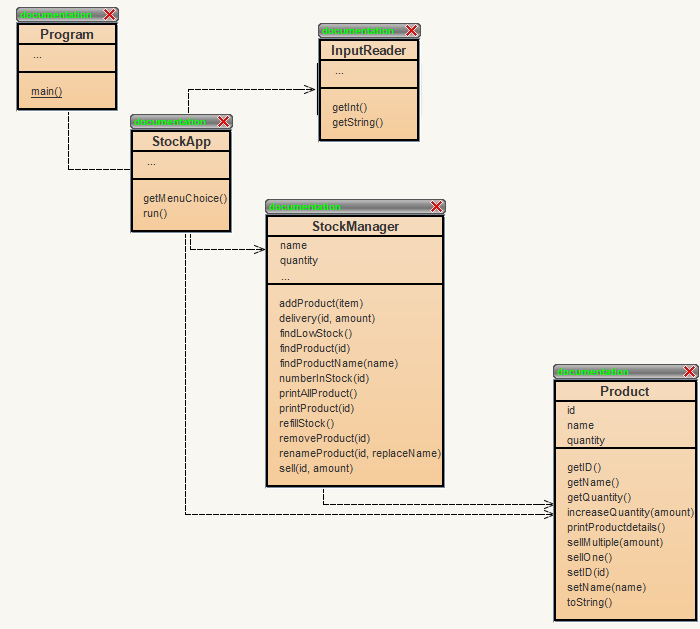 documentation
Program
...
main()
documentation
InputReader
...
getInt()
getString()
documentation
StockApp
...
getMenuChoice()
run()
documentation
StockManager
name
quantity
...
addProduct(item)
delivery(id, amount)
findLowStock()
findProduct(id)
findProductName(name)
numberInStock(id)
printAllProduct()
printProduct(id)
refillStock()
removeProduct(id)
renameProduct(id, replaceName)
sell(id, amount)
documentation
Product
id
name
quantity
getID()
getName()
getQuantity()
increaseQuantity(amount)
printProductdetails()
sellMultiple(amount)
sellOne()
setID(id)
setName(name)
toString()